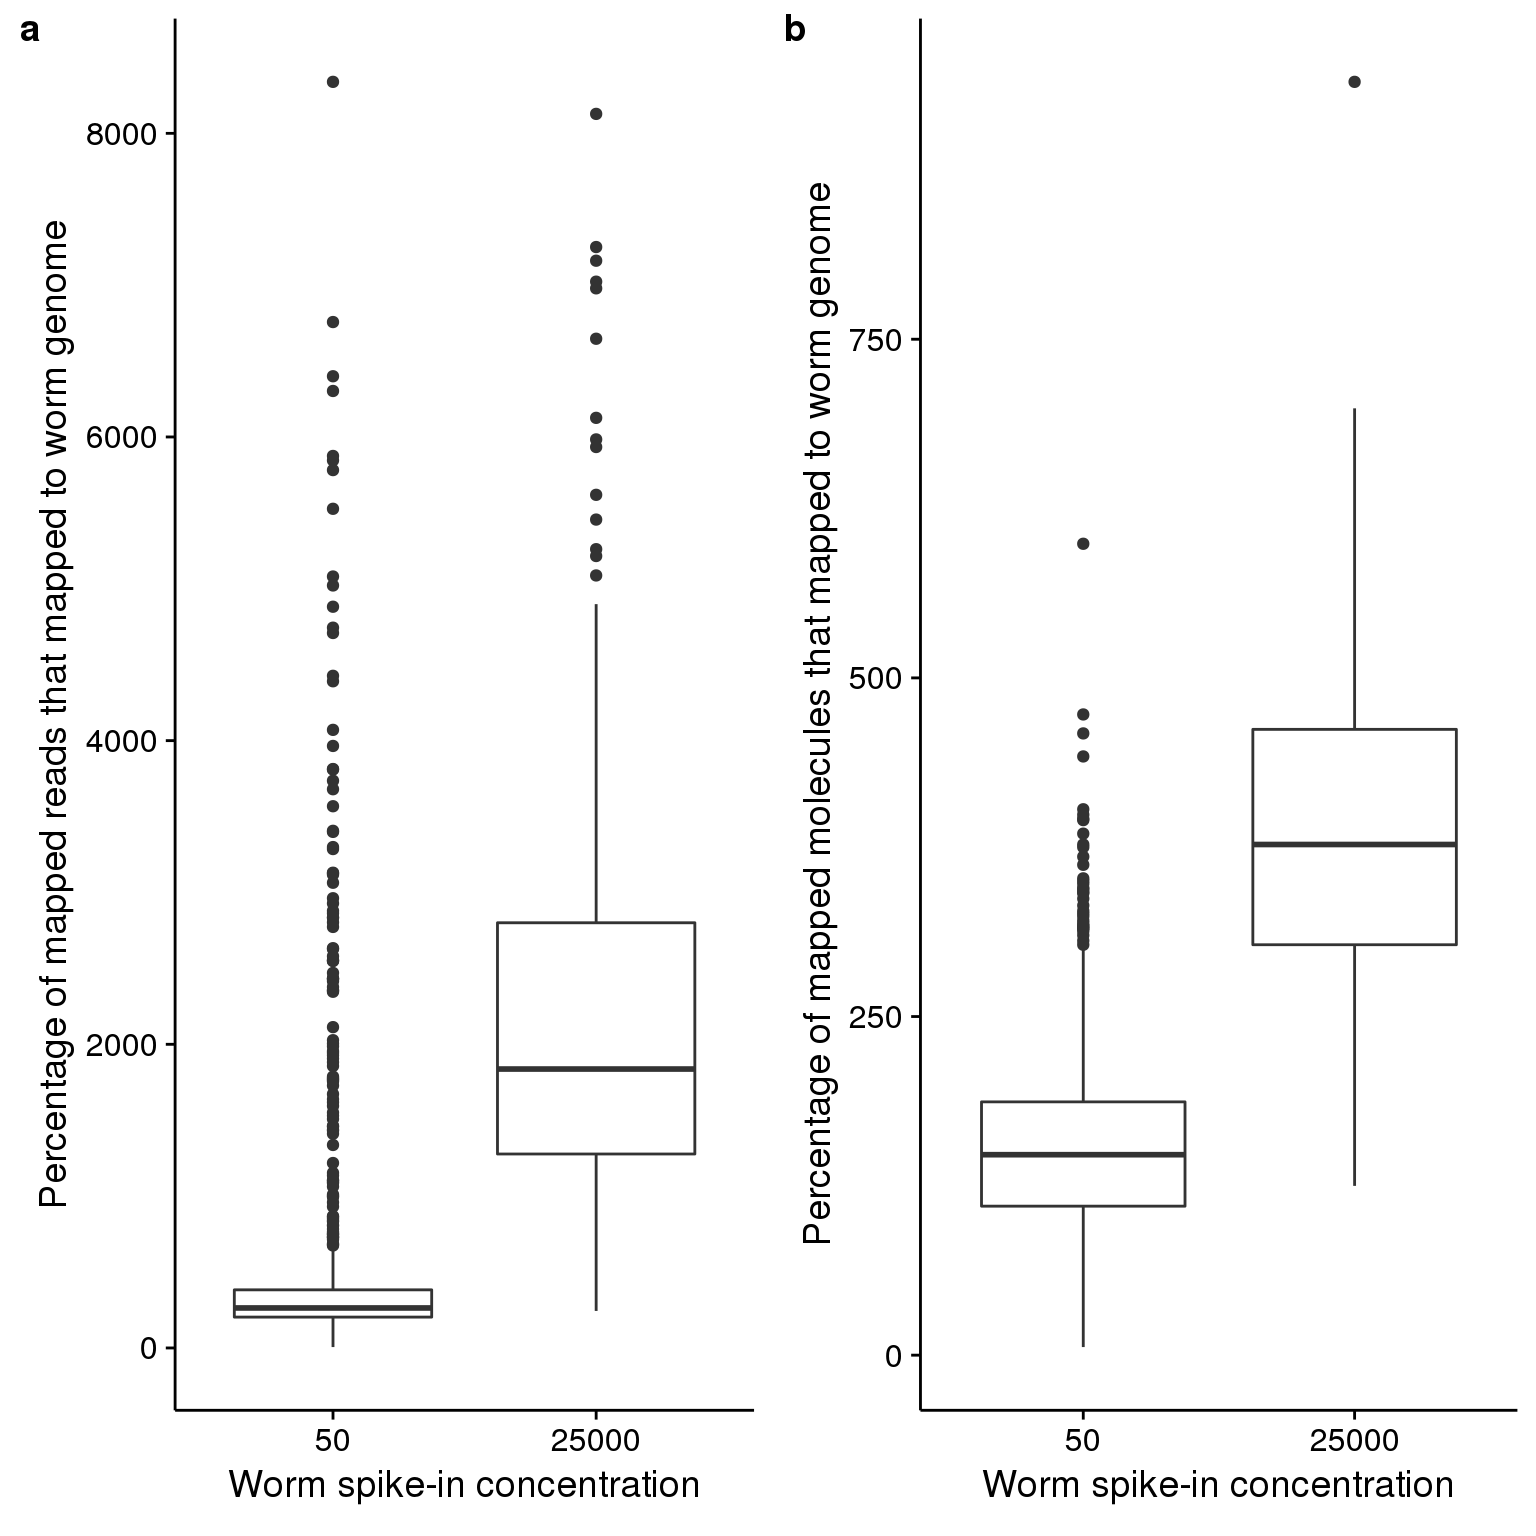 a
Percentage of mapped reads that mapped to worm genome
8000
6000
4000
2000
0
50
25000
Worm spike-in concentration
b
Percentage of mapped molecules that mapped to worm genome
750
500
250
0
50
25000
Worm spike-in concentration